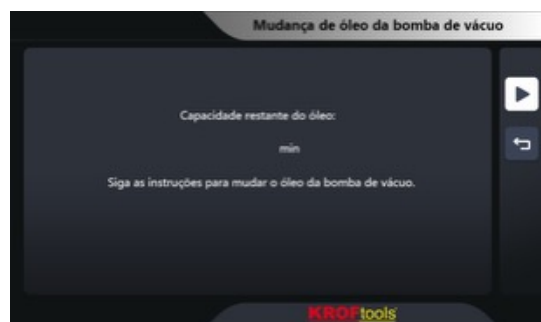 Mudança de óleo da bomba de vácuo
Capacidade restante do óleo:
min
Siga as instruções para mudar o óleo da bomba de vácuo.
KROFtools